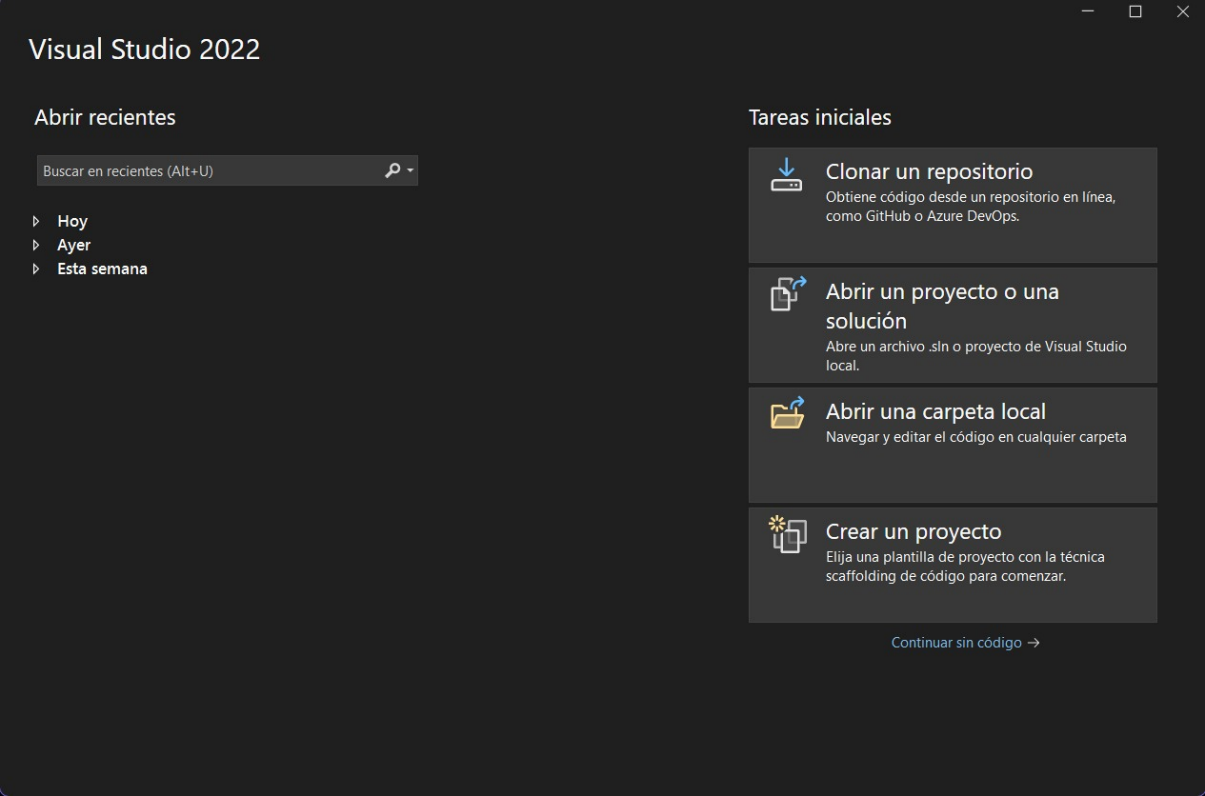 Visual Studio 2022
Abrir recientes
Buscar en recientes (Alt+U)
Hoy
Ayer
Esta semana
Tareas iniciales
Clonar un repositorio
Obtiene código desde un repositorio en línea,
como GitHub o Azure DevOps.
Abrir un proyecto o una
solución
Abre un archivo .sln o proyecto de Visual Studio
local.
Abrir una carpeta local
Navegar y editar el código en cualquier carpeta
Crear un proyecto
Elija una plantilla de proyecto con la técnica
scaffolding de código para comenzar.
Continuar sin código →